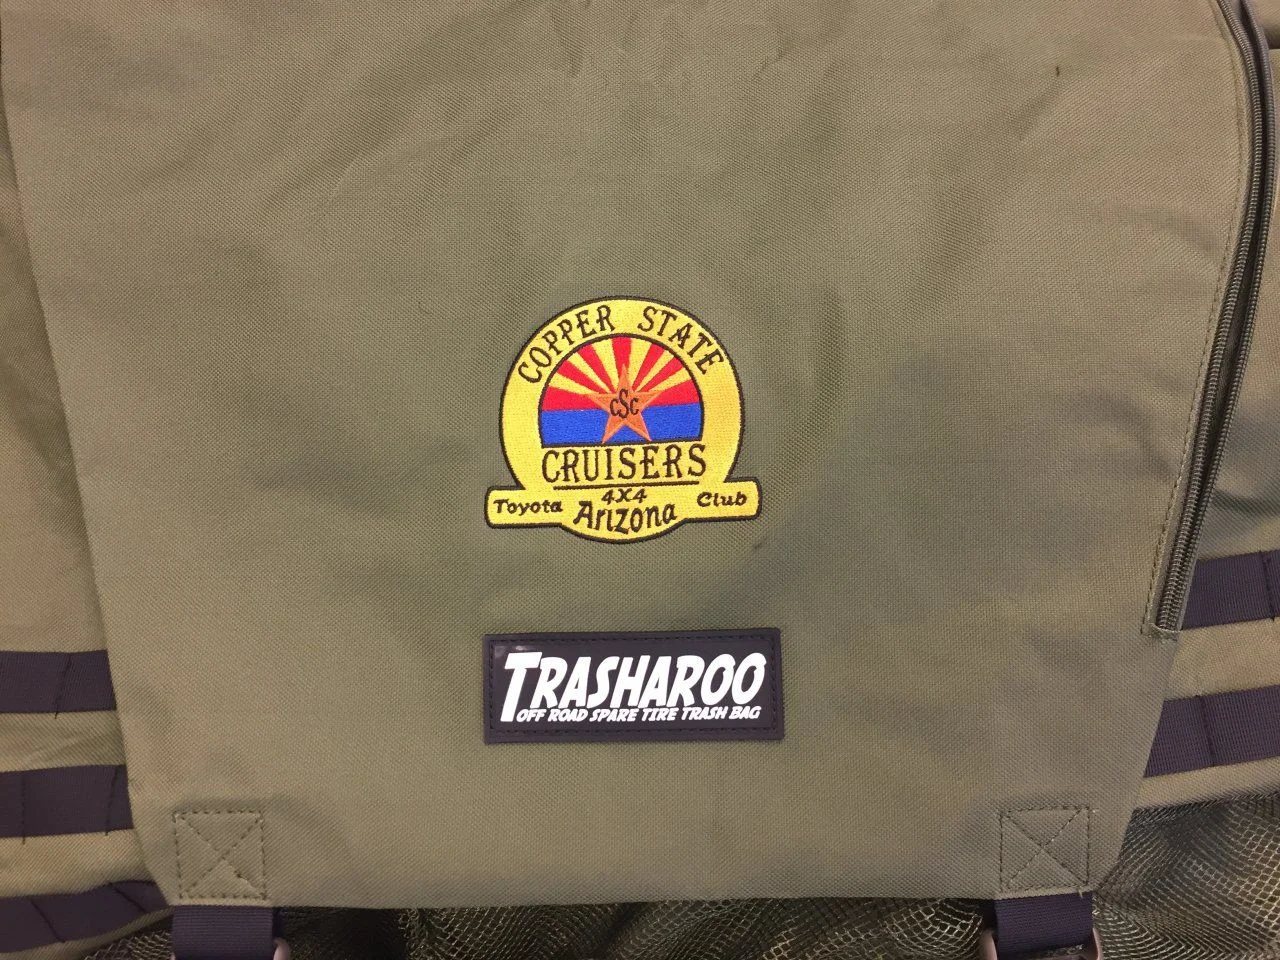 COPPER STATE
CSC
CRUISERS
4X4
Toyota Arizona Club
TRASHAROO
OFF ROAD SPARE TIRE TRASH BAG